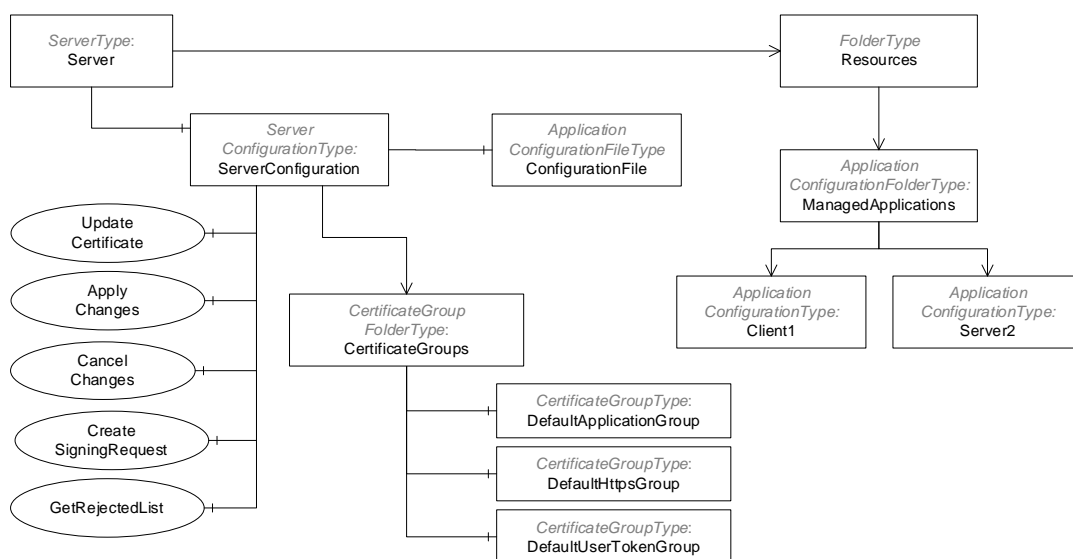 ServerType:
Server
FolderType
Resources
Server
ConfigurationType:
ServerConfiguration
Application
ConfigurationFileType
ConfigurationFile
Application
ConfigurationFolderType:
ManagedApplications
Update
Certificate
Apply
Changes
Cancel
Changes
Create
SigningRequest
GetRejectedList
CertificateGroup
FolderType:
CertificateGroups
Application
ConfigurationType:
Client1
Application
ConfigurationType:
Server2
CertificateGroupType:
DefaultApplicationGroup
CertificateGroupType:
DefaultHttpsGroup
CertificateGroupType:
DefaultUserTokenGroup